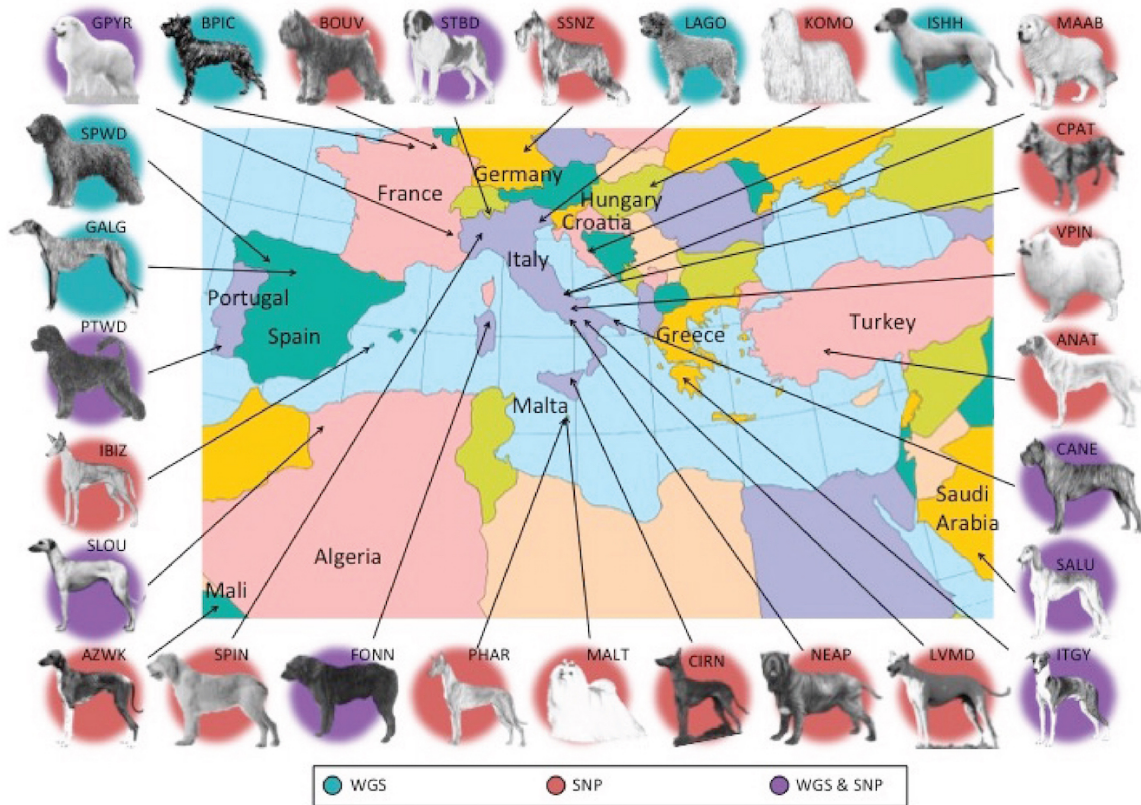 GPYR
BPIC
BOUV
STBD
SSNZ
LAGO
KOMO
ISHH
MAAB
SPWD
CPAT
GALG
VPIN
PTWD
ANAT
IBIZ
CANE
SLOU
SALU
AZWK
SPIN
FONN
PHAR
MALT
CIRN
NEAP
LVMD
ITGY
France
Germany
Hungary
Croatia
Italy
Portugal
Spain
Greece
Turkey
Malta
Algeria
Mali
Saudi
Arabia
WGS
SNP
WGS & SNP